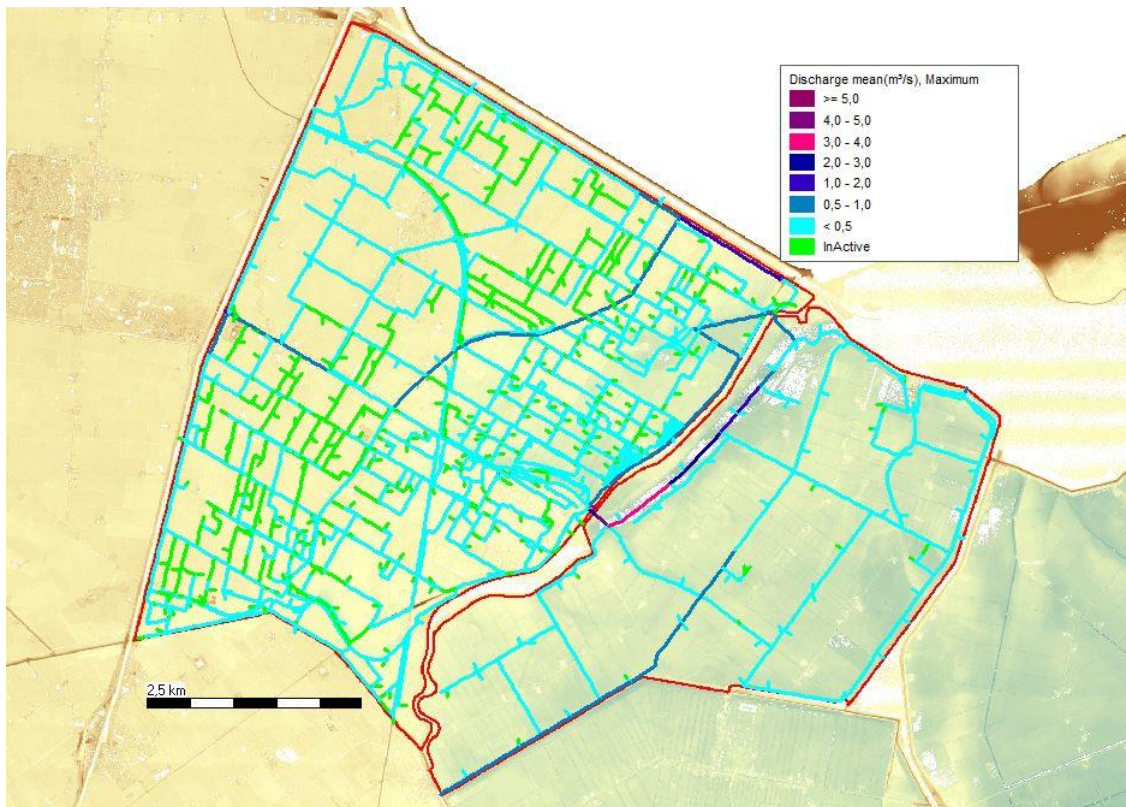 Discharge mean(m³/s), Maximum
>= 5,0
4,0 - 5,0
3,0 - 4,0
2,0 - 3,0
1,0 - 2,0
0,5 - 1,0
< 0,5
InActive
2,5 km